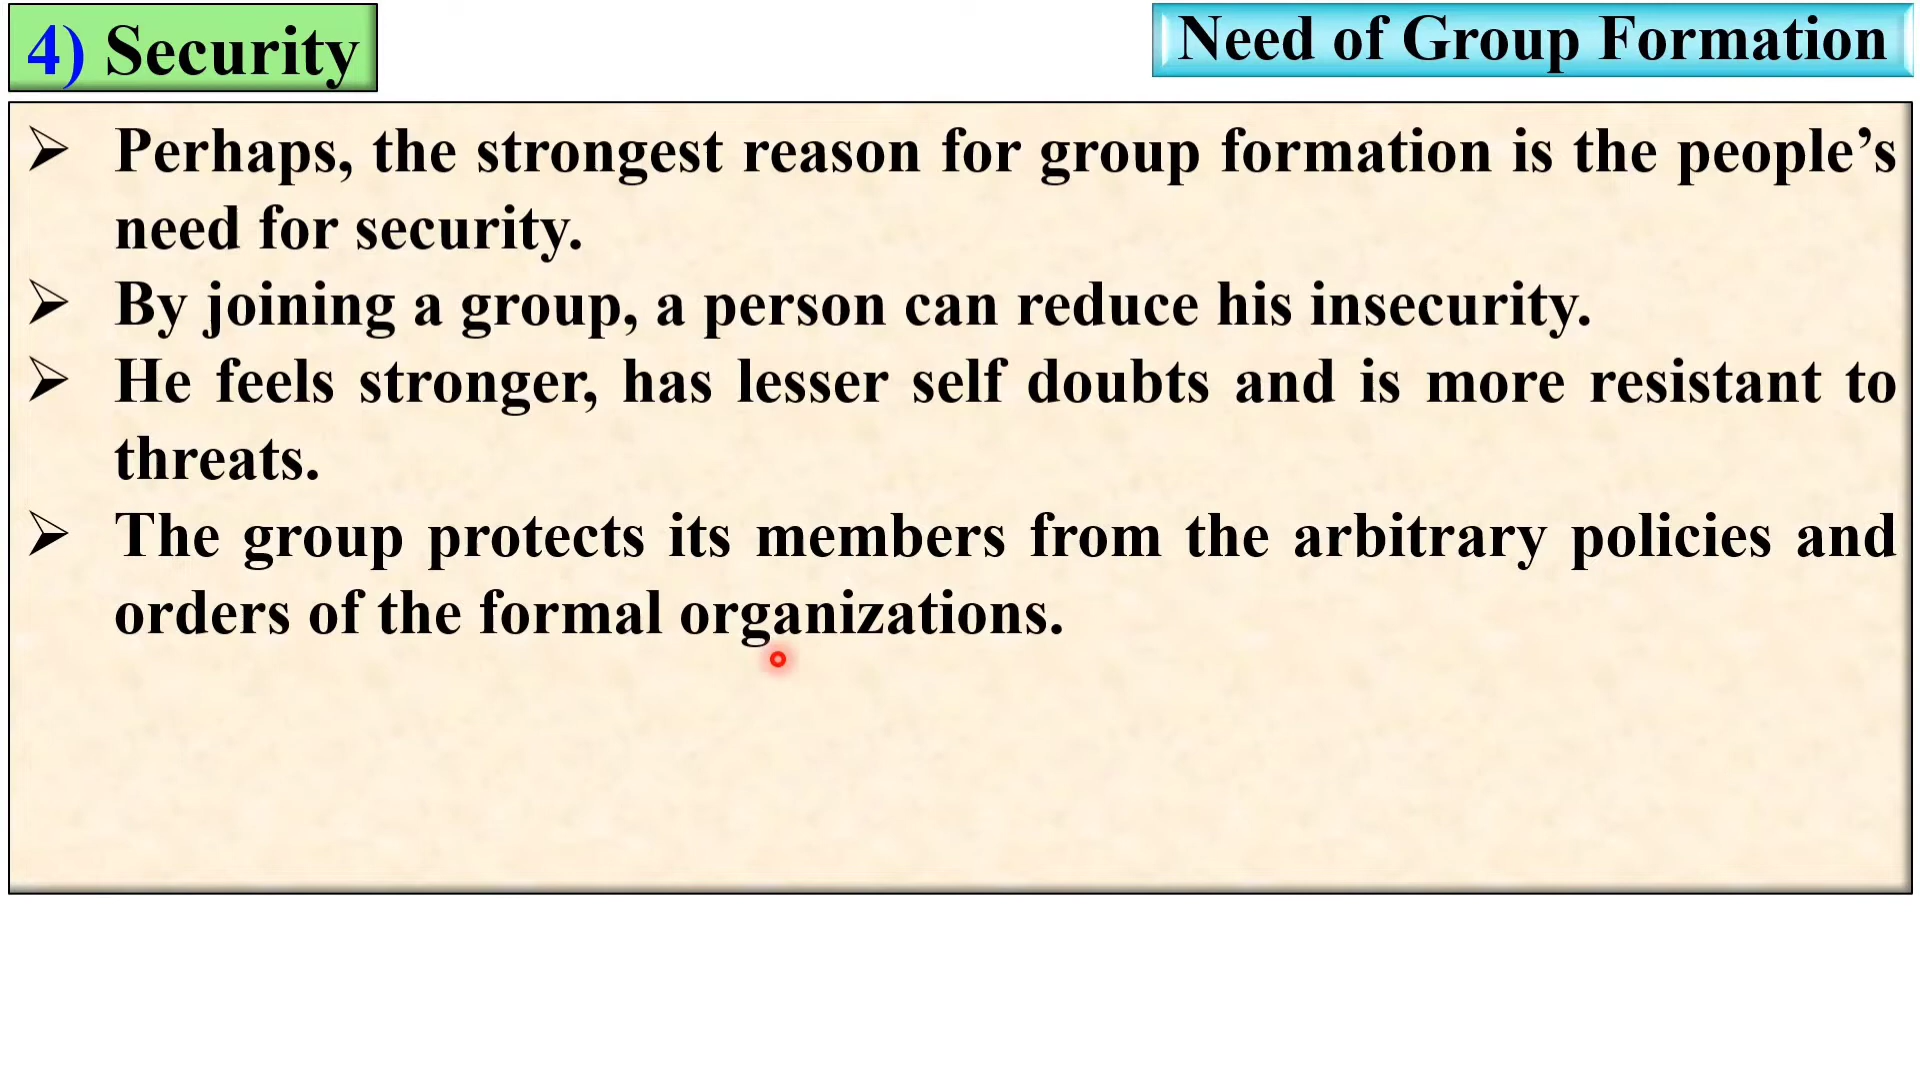 4) Security
Need of Group Formation
➢ Perhaps, the strongest reason for group formation is the people’s
need for security.
➢ By joining a group, a person can reduce his insecurity.
➢ He feels stronger, has lesser self doubts and is more resistant to
threats.
➢ The group protects its members from the arbitrary policies and
orders of the formal organizations.